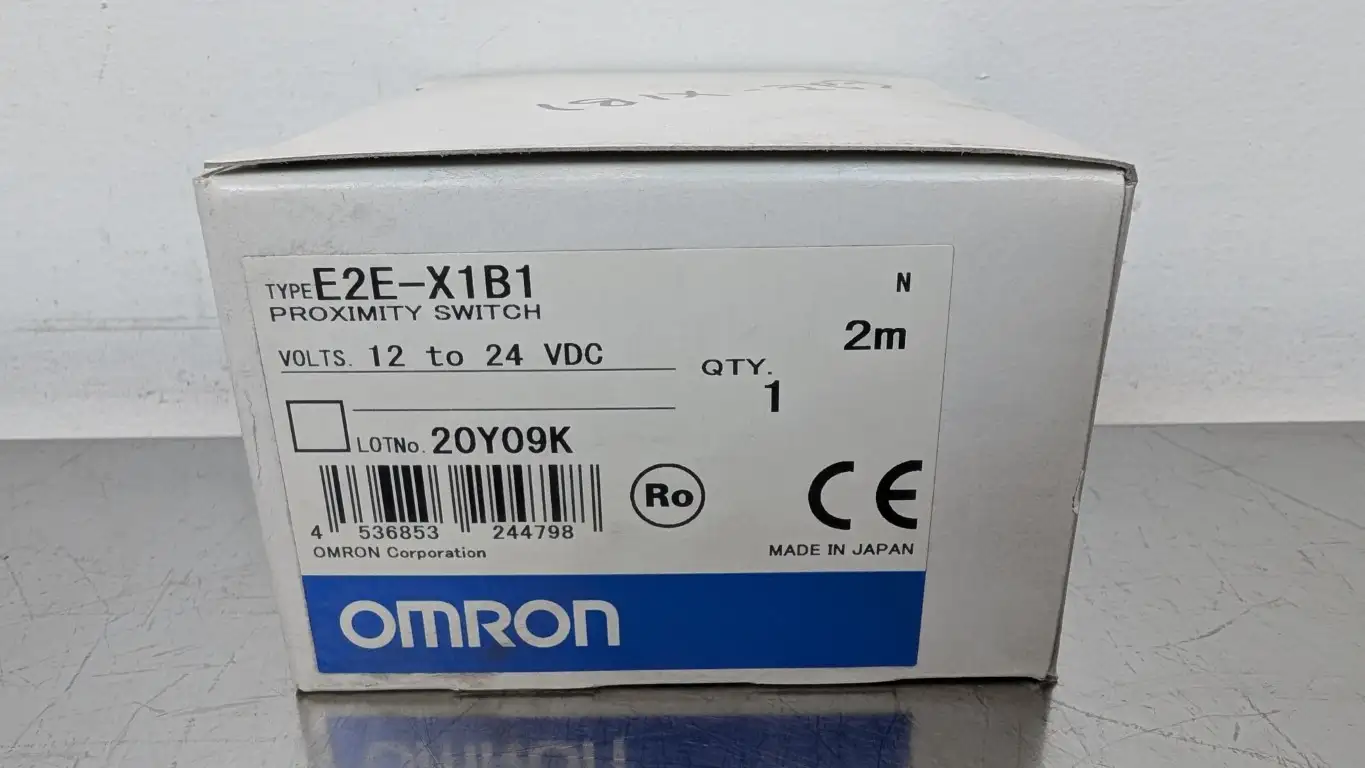 TYPE E2E-X1B1
PROXIMITY SWITCH
N
2m
VOLTS. 12 to 24 VDC
QTY.
1
LOTNo. 20Y09K
4 536853 244798
Ro
CE
OMRON Corporation
MADE IN JAPAN
OMRON